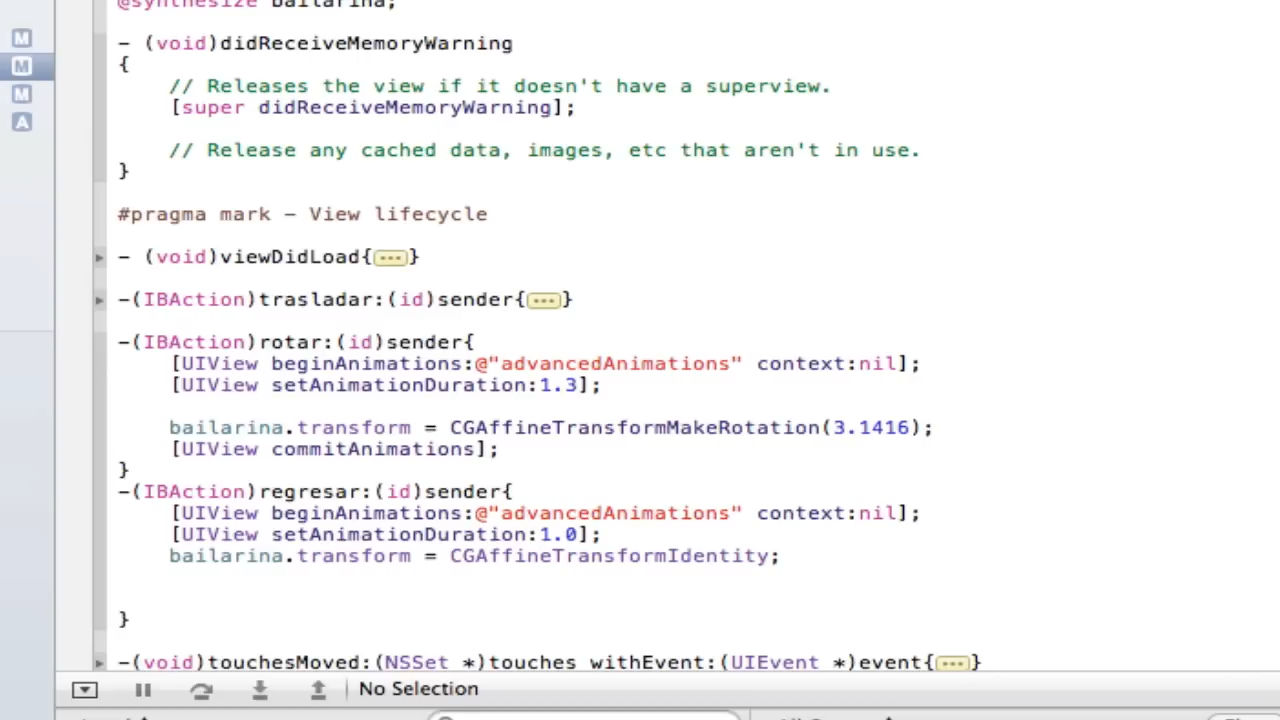 @synthesize bailarina;
- (void)didReceiveMemoryWarning
{
// Releases the view if it doesn't have a superview.
[super didReceiveMemoryWarning];
// Release any cached data, images, etc that aren't in use.
}
#pragma mark - View lifecycle
- (void)viewDidLoad{...}
-(IBAction)trasladar:(id)sender{...}
-(IBAction)rotar:(id)sender{
[UIView beginAnimations:@"advancedAnimations" context:nil];
[UIView setAnimationDuration:1.3];
bailarina.transform = CGAffineTransformMakeRotation(3.1416);
[UIView commitAnimations];
}
-(IBAction)regresar:(id)sender{
[UIView beginAnimations:@"advancedAnimations" context:nil];
[UIView setAnimationDuration:1.0];
bailarina.transform = CGAffineTransformIdentity;
}
-(void)touchesMoved:(NSSet *)touches withEvent:(UIEvent *)event{...}
No Selection
M
M
M
A